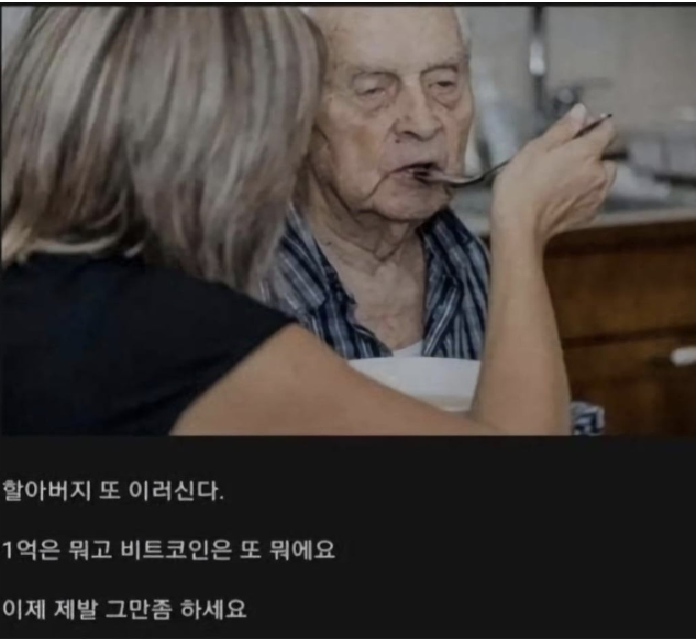 할아버지 또 이러신다.
1억은 뭐고 비트코인은 또 뭐에요
이제 제발 그만좀 하세요